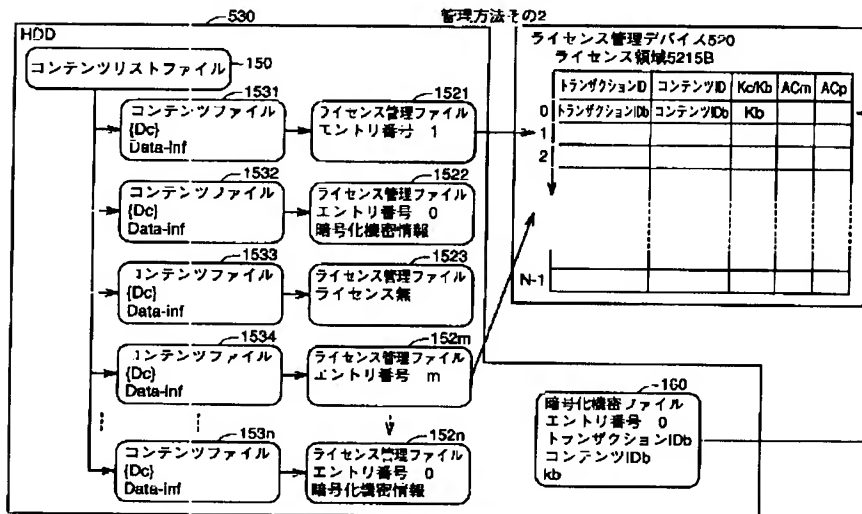 530
管理方法その2
HDD
コンテンツリストファイル
150
1531
コンテンツファイル
{Dc}
Data-inf
1521
ライセンス管理ファイル
エントリ番号 1
1532
コンテンツファイル
{Dc}
Data-inf
1522
ライセンス管理ファイル
エントリ番号 0
暗号化機密情報
1533
コンテンツファイル
{Dc}
Data-inf
1523
ライセンス管理ファイル
ライセンス無
1534
コンテンツファイル
{Dc}
Data-inf
152m
ライセンス管理ファイル
エントリ番号 m
153n
コンテンツファイル
{Dc}
Data-inf
152n
ライセンス管理ファイル
エントリ番号 0
暗号化機密情報
ライセンス管理デバイス520
ライセンス領域5215B
トランザクションID コンテンツID Kc/Kb ACm ACp
0 トランザクションIDb コンテンツIDb Kb
1
2
N-1
160
暗号化機密ファイル
エントリ番号 0
トランザクションIDb
コンテンツIDb
kb